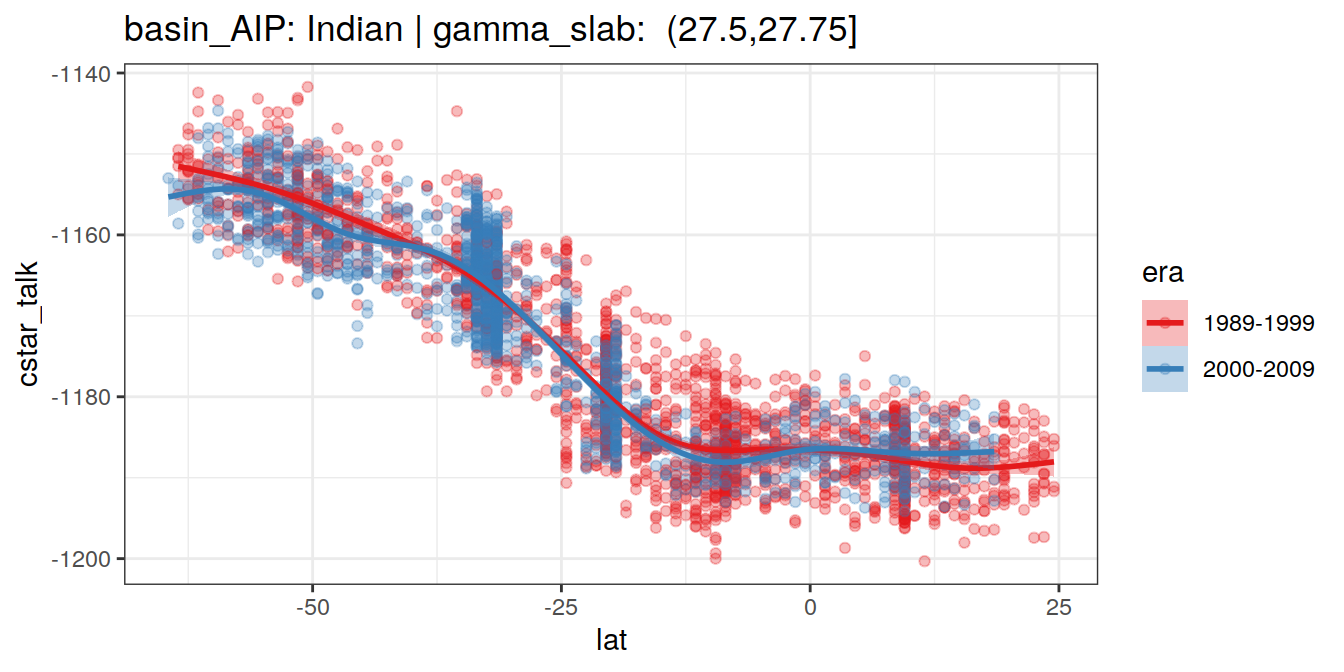 basin_AIP: Indian | gamma_slab:  (27.5,27.75]
-1140
-1160
-1180
-1200
cstar_talk
-50
-25
0
25
lat
era
1989-1999
2000-2009